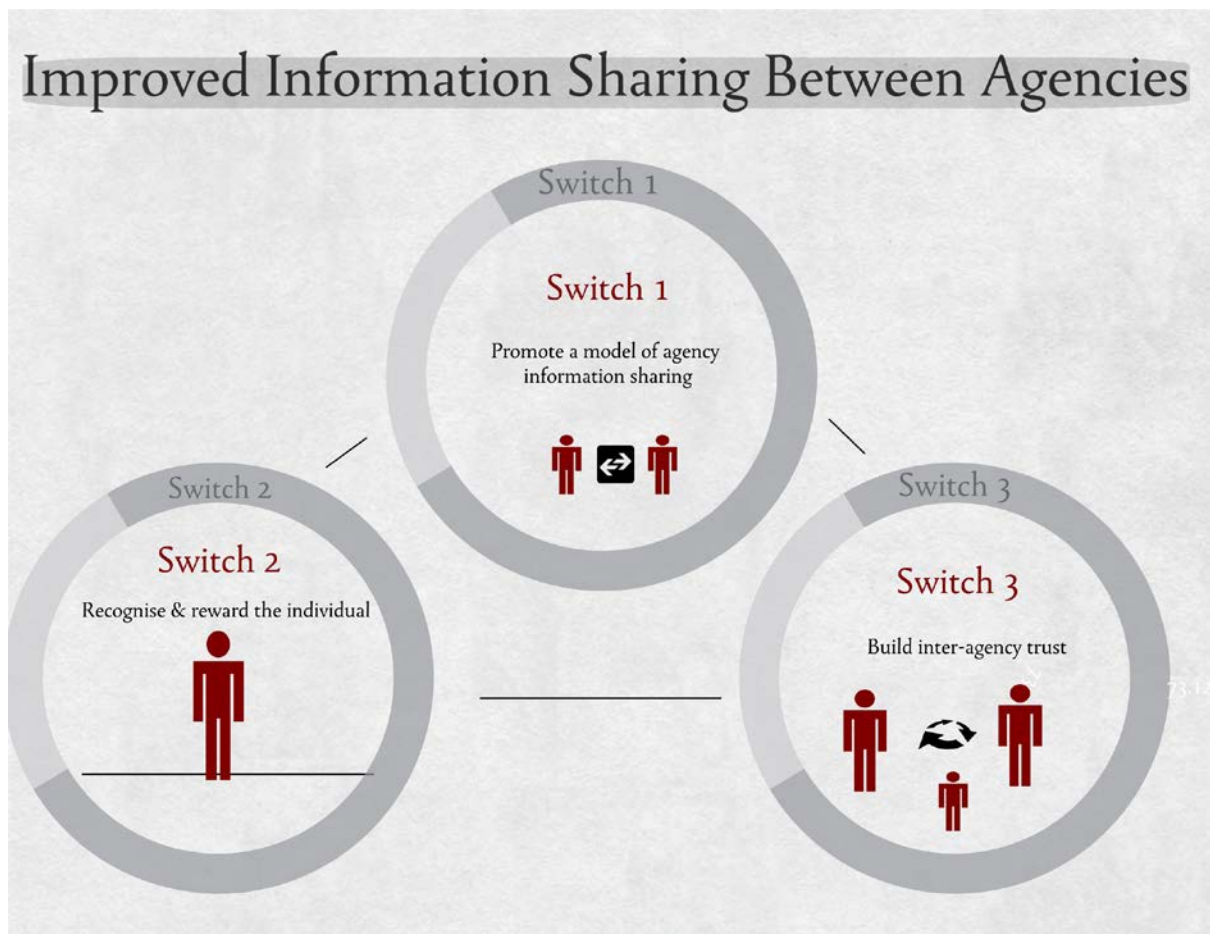 Improved Information Sharing Between Agencies
Switch 1
Switch 1
Promote a model of agency
information sharing
Switch 2
Switch 2
Recognise & reward the individual
Switch 3
Switch 3
Build inter-agency trust